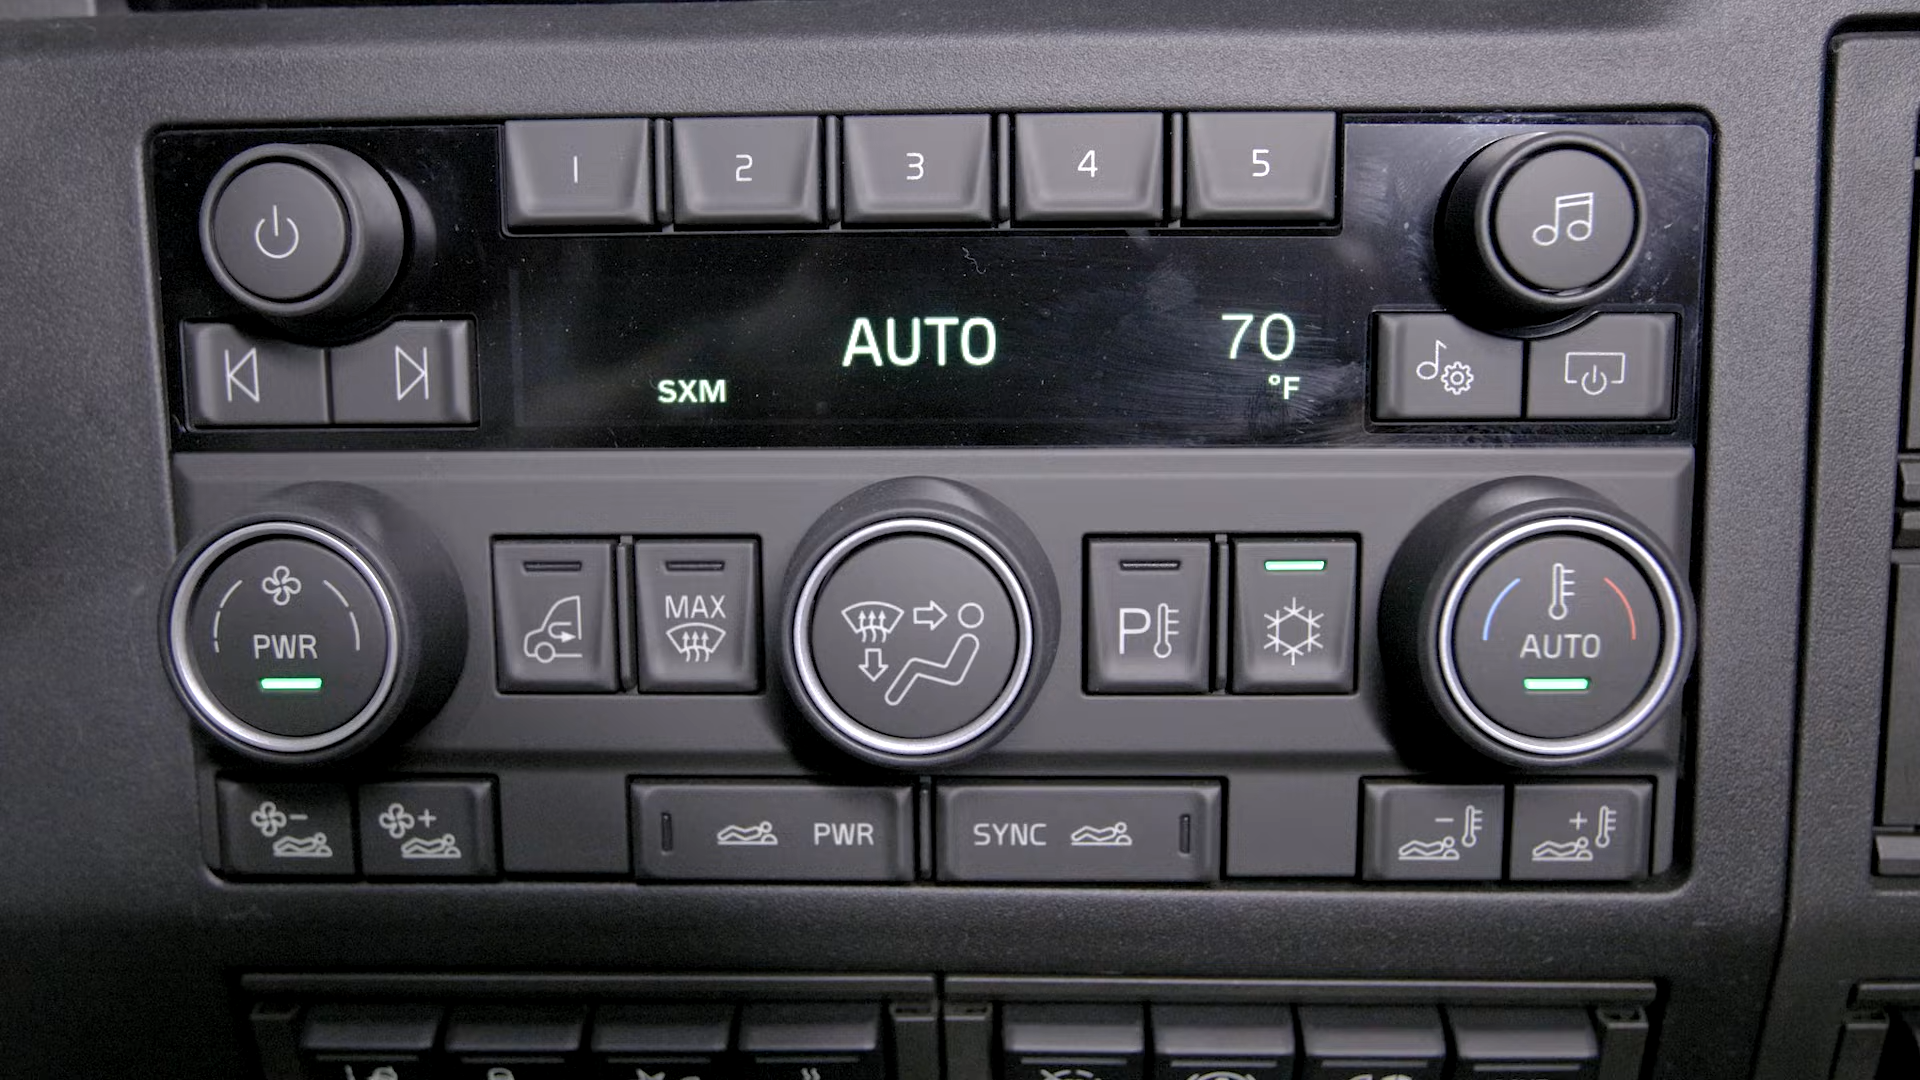 1 2 3 4 5
AUTO 70
SXM °F
MAX
PWR P AUTO
PWR SYNC